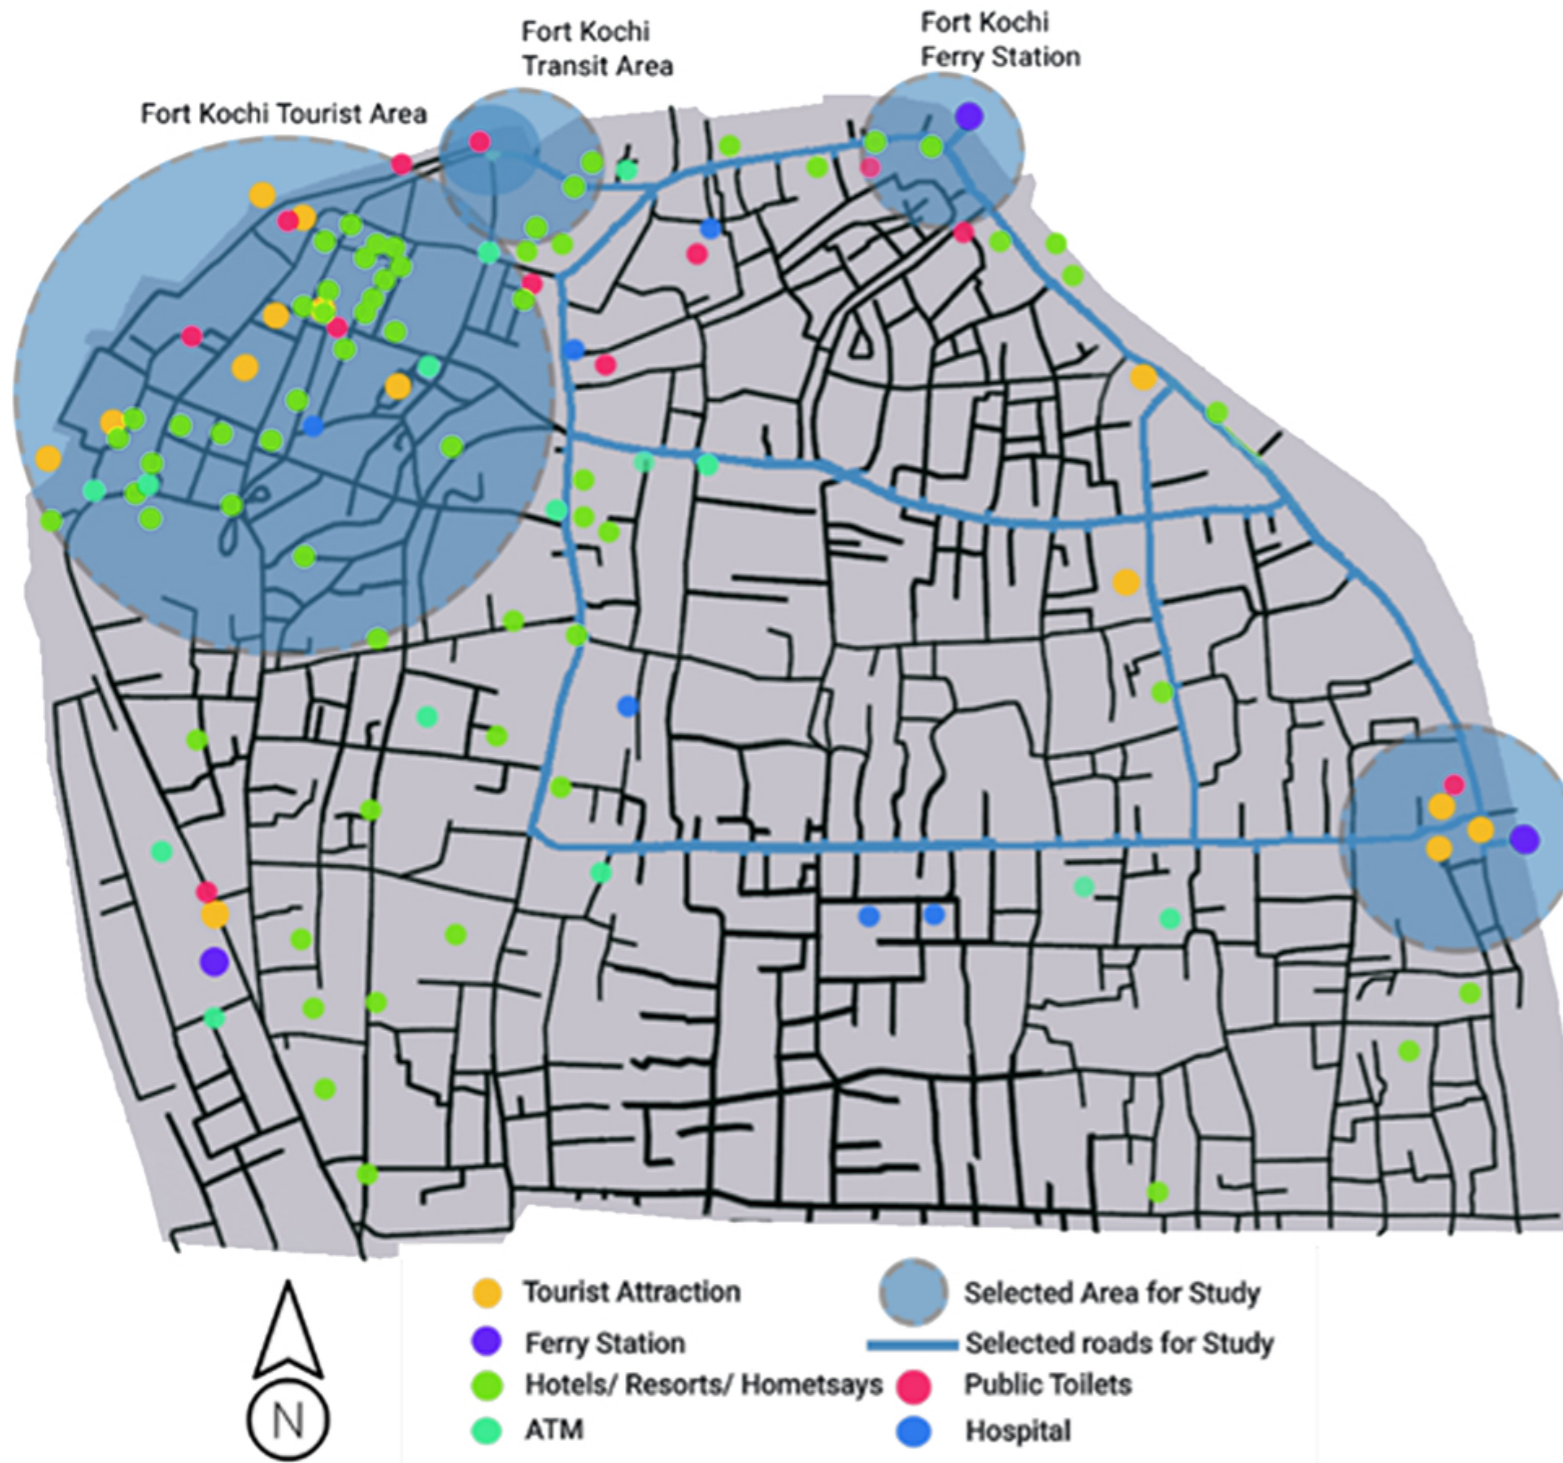 Fort Kochi
Transit Area
Fort Kochi
Ferry Station
Fort Kochi Tourist Area
Tourist Attraction
Ferry Station
Hotels/ Resorts/ Hometsays
ATM
Selected Area for Study
Selected roads for Study
Public Toilets
Hospital
N